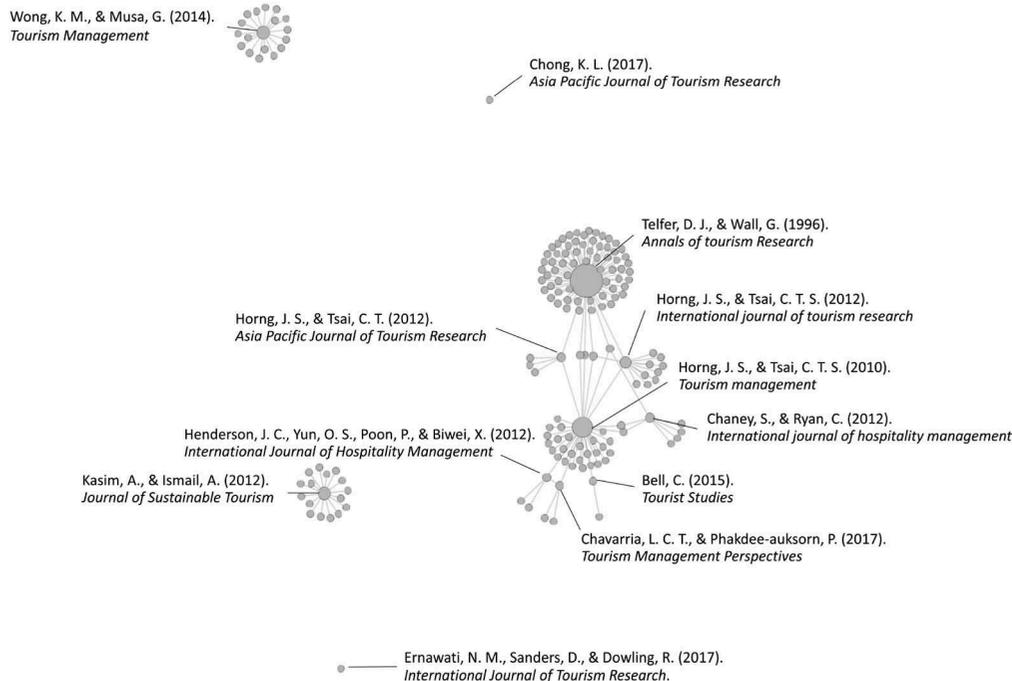 Wong, K. M., & Musa, G. (2014).
Tourism Management
Chong, K. L. (2017).
Asia Pacific Journal of Tourism Research
Telfer, D. J., & Wall, G. (1996).
Annals of tourism Research
Horng, J. S., & Tsai, C. T. S. (2012).
International journal of tourism research
Horng, J. S., & Tsai, C. T. (2012).
Asia Pacific Journal of Tourism Research
Horng, J. S., & Tsai, C. T. S. (2010).
Tourism management
Chaney, S., & Ryan, C. (2012).
International journal of hospitality management
Henderson, J. C., Yun, O. S., Poon, P., & Biwei, X. (2012).
International Journal of Hospitality Management
Kasim, A., & Ismail, A. (2012).
Journal of Sustainable Tourism
Bell, C. (2015).
Tourist Studies
Chavarria, L. C. T., & Phakdee-auksorn, P. (2017).
Tourism Management Perspectives
Ernawati, N. M., Sanders, D., & Dowling, R. (2017).
International Journal of Tourism Research.